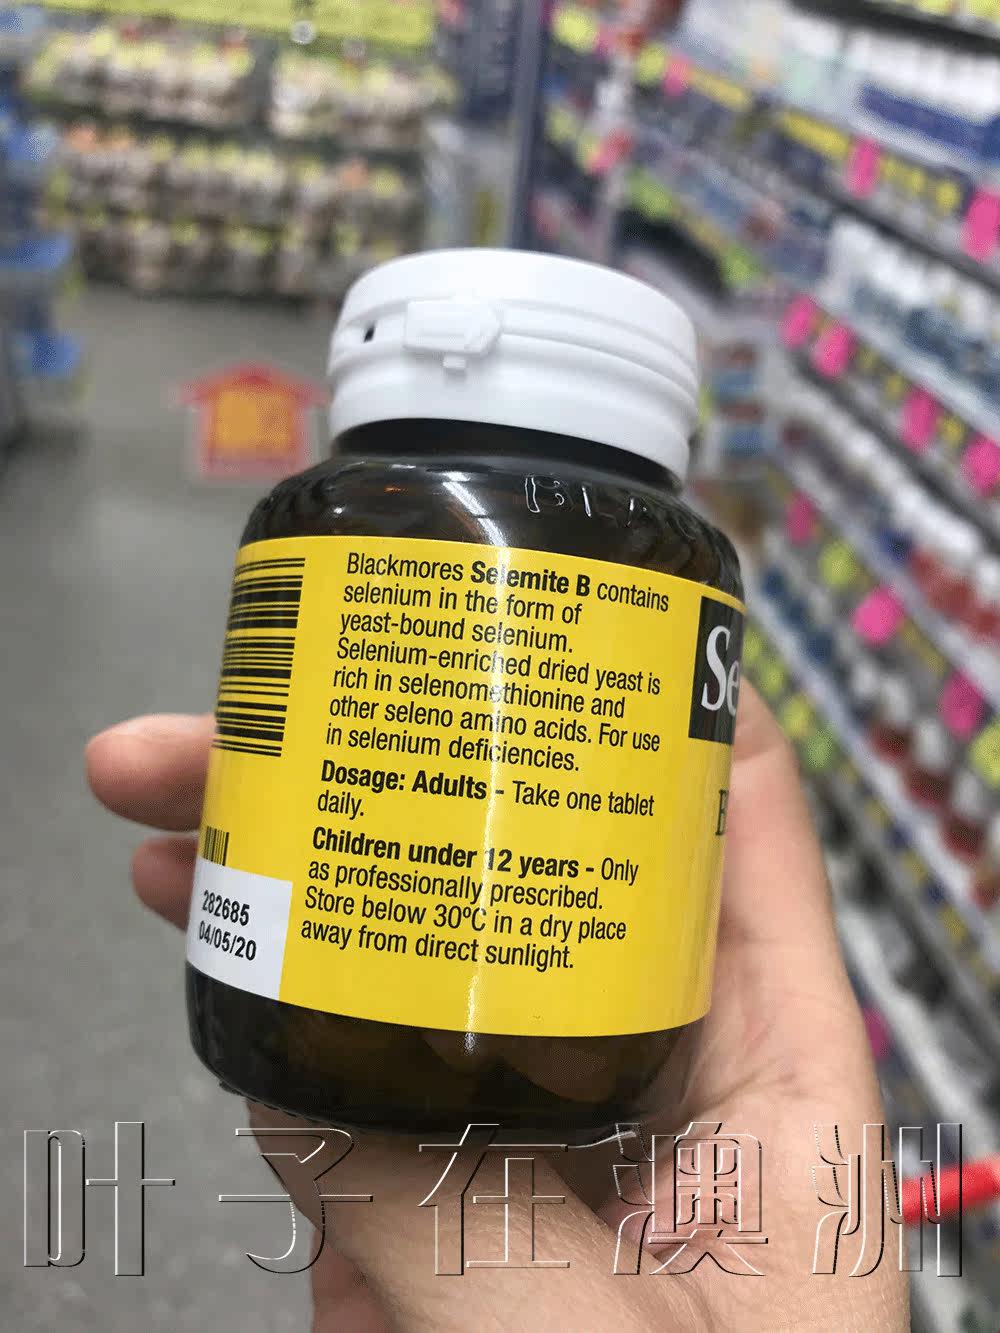 BLA
Blackmores Selemite B contains
selenium in the form of
yeast-bound selenium.
Selenium-enriched dried yeast is
rich in selenomethionine and
other seleno amino acids. For use
in selenium deficiencies.
Dosage: Adults - Take one tablet
daily.
Children under 12 years - Only
as professionally prescribed.
Store below 30ºC in a dry place
away from direct sunlight.
Se
282685
04/05/20
叶子在澳洲